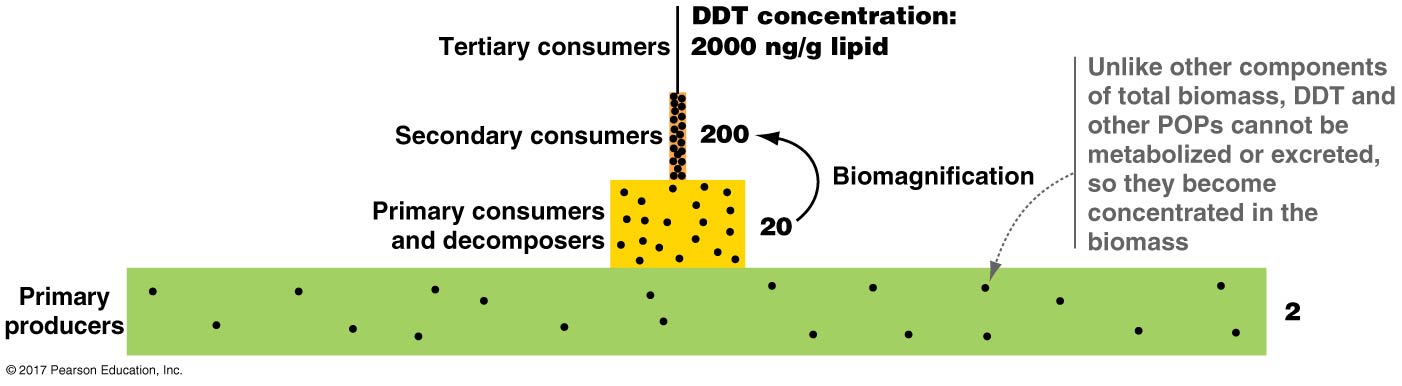 DDT concentration:
Tertiary consumers
2000 ng/g lipid
Unlike other components
of total biomass, DDT and
other POPs cannot be
metabolized or excreted,
so they become
concentrated in the
biomass
Secondary consumers
200
Biomagnification
Primary consumers
and decomposers
20
Primary
producers
2
© 2017 Pearson Education, Inc.